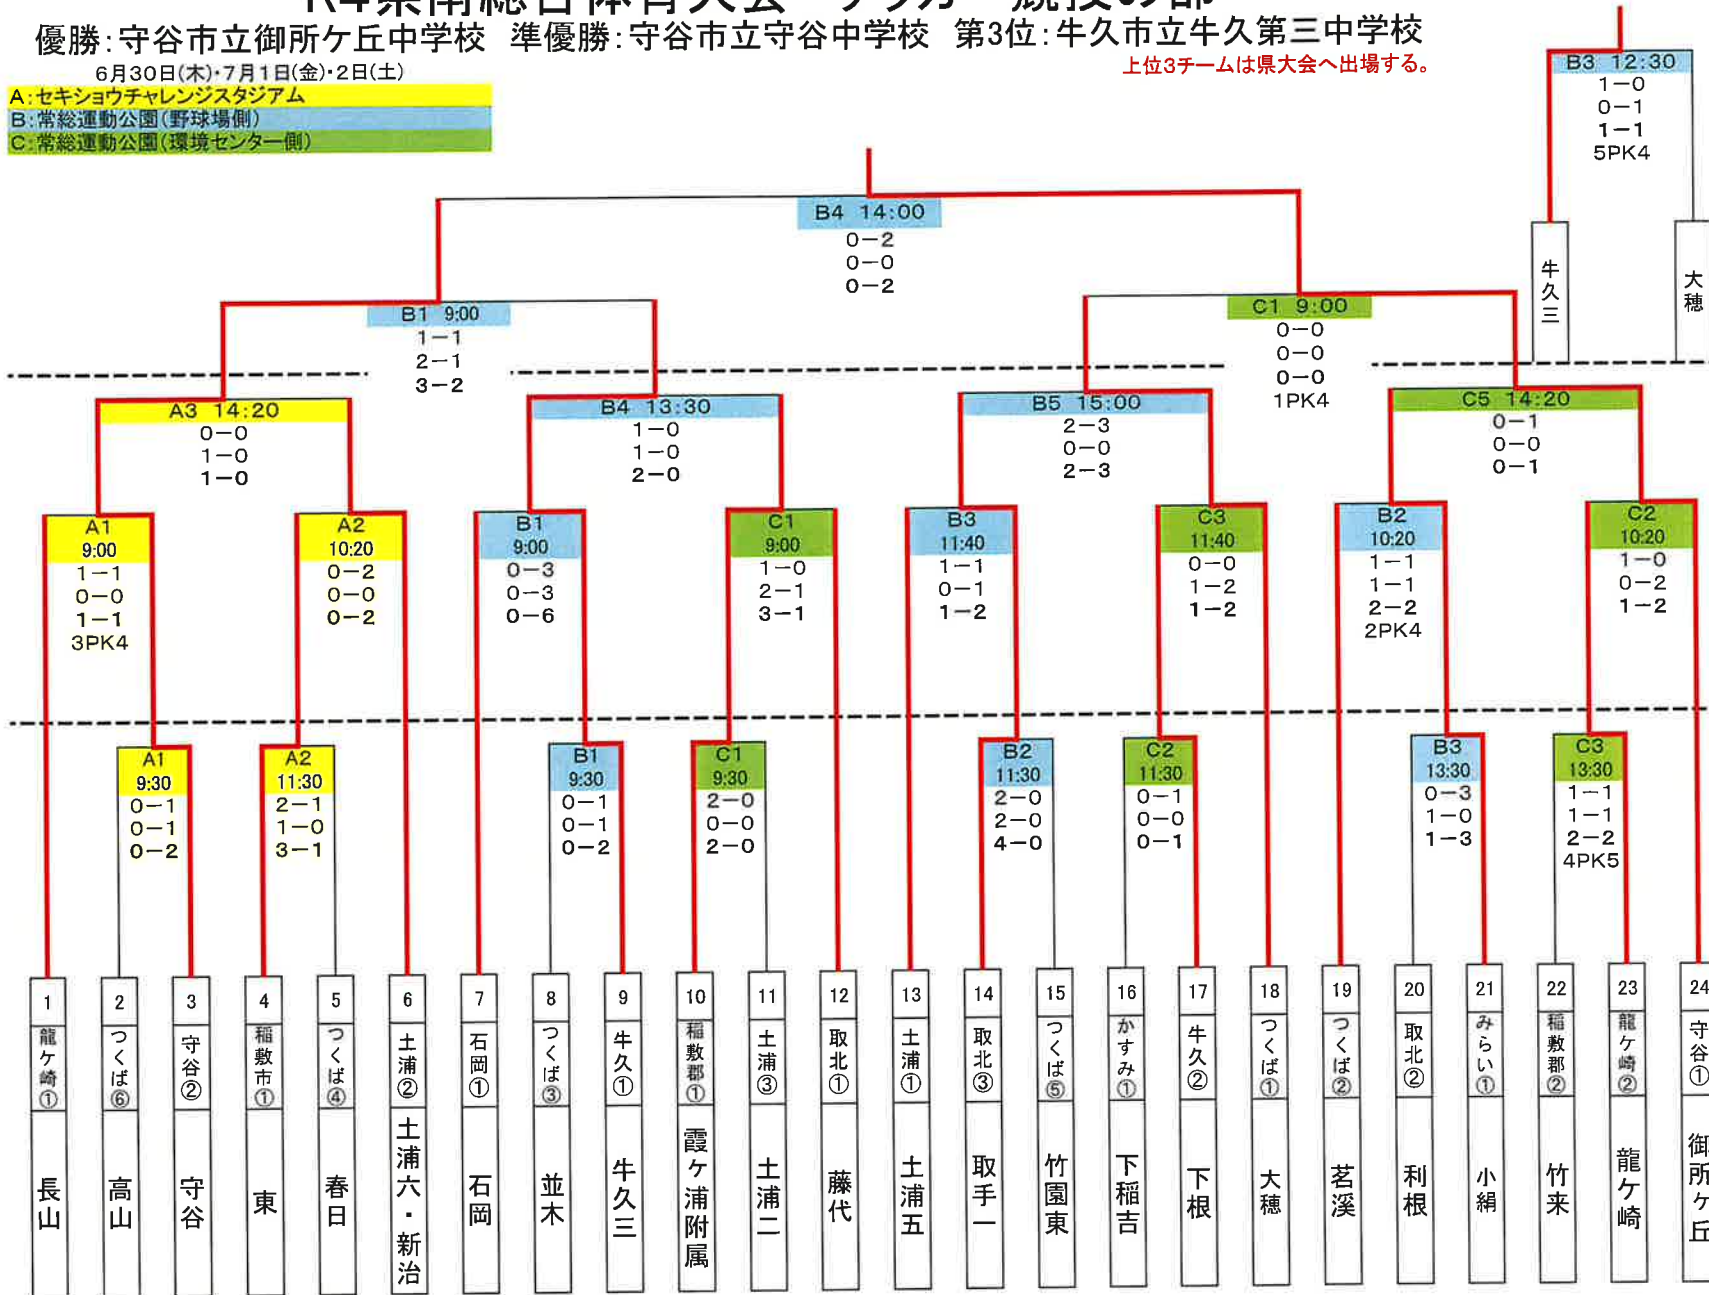 R4県南総合体育大会 サッカー競技の部
優勝:守谷市立御所ケ丘中学校 準優勝:守谷市立守谷中学校 第3位:牛久市立牛久第三中学校
6月30日(木)・7月1日(金)・2日(土)
上位3チームは県大会へ出場する。
A:セキショウチャレンジスタジアム
B:常総運動公園(野球場側)
C:常総運動公園(環境センター側)
B3 12:30
1-0
0-1
1-1
5PK4
牛久三
大穂
B4 14:00
0-2
0-0
0-2
B1 9:00
1-1
2-1
3-2
C1 9:00
0-0
0-0
0-0
1PK4
A3 14:20
0-0
1-0
1-0
B4 13:30
1-0
1-0
2-0
B5 15:00
2-3
0-0
2-3
C5 14:20
0-1
0-0
0-1
A1
9:00
1-1
0-0
1-1
3PK4
A2
10:20
0-2
0-0
0-2
B1
9:00
0-3
0-3
0-6
C1
9:00
1-0
2-1
3-1
B3
11:40
1-1
0-1
1-2
C3
11:40
0-0
1-2
1-2
B2
10:20
1-1
1-1
2-2
2PK4
C2
10:20
1-0
0-2
1-2
A1
9:30
0-1
0-1
0-2
A2
11:30
2-1
1-0
3-1
B1
9:30
0-1
0-1
0-2
C1
9:30
2-0
0-0
2-0
B2
11:30
2-0
2-0
4-0
C2
11:30
0-1
0-0
0-1
B3
13:30
0-3
1-0
1-3
C3
13:30
1-1
1-1
2-2
4PK5
1
龍ケ崎①
長山
2
つくば⑥
高山
3
守谷②
守谷
4
稲敷市①
東
5
つくば④
春日
6
土浦②
土浦六・新治
7
石岡①
石岡
8
つくば③
並木
9
牛久①
牛久三
10
稲敷郡①
霞ケ浦附属
11
土浦③
土浦二
12
取北①
藤代
13
土浦①
土浦五
14
取北③
取手一
15
つくば⑤
竹園東
16
かすみ①
下稲吉
17
牛久②
下根
18
つくば①
大穂
19
つくば②
茗溪
20
取北②
利根
21
みらい①
小絹
22
稲敷郡②
竹来
23
龍ケ崎②
龍ケ崎
24
守谷①
御所ケ丘